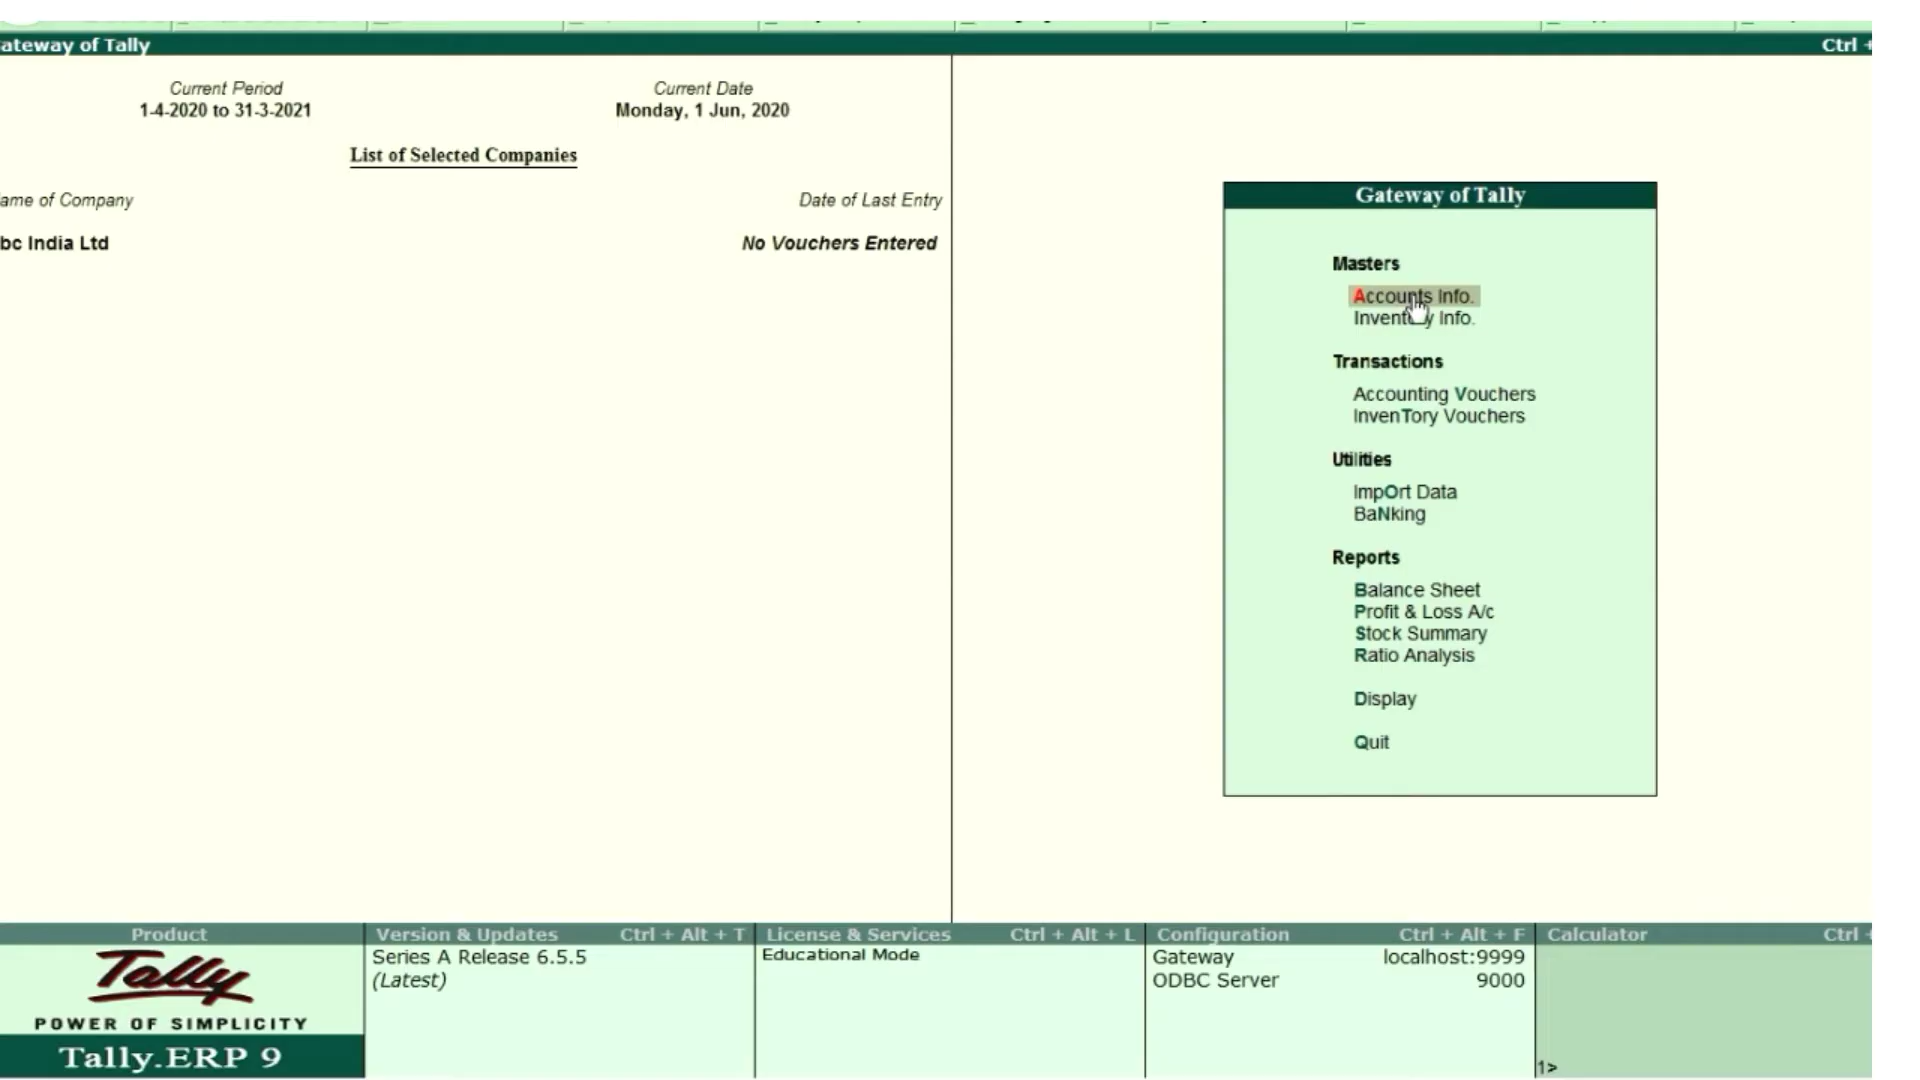 ateway of Tally Ctrl +
Current Period Current Date
1-4-2020 to 31-3-2021 Monday, 1 Jun, 2020
List of Selected Companies
ame of Company Date of Last Entry
bc India Ltd No Vouchers Entered
Gateway of Tally
Masters
Accounts Info.
Inventory Info.
Transactions
Accounting Vouchers
InvenTory Vouchers
Utilities
ImpOrt Data
BaNking
Reports
Balance Sheet
Profit & Loss A/c
Stock Summary
Ratio Analysis
Display
Quit
Product Version & Updates Ctrl + Alt + T License & Services Ctrl + Alt + L Configuration Ctrl + Alt + F Calculator Ctrl +
Tally
POWER OF SIMPLICITY
Tally.ERP 9
Series A Release 6.5.5
(Latest)
Educational Mode
Gateway localhost:9999
ODBC Server 9000
1>